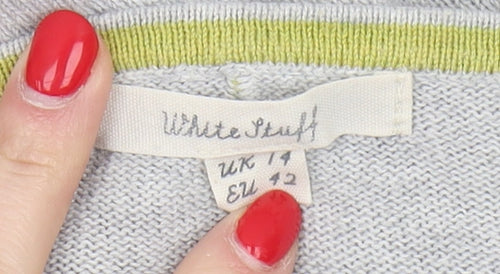 White Stuff
UK 14
EU 42